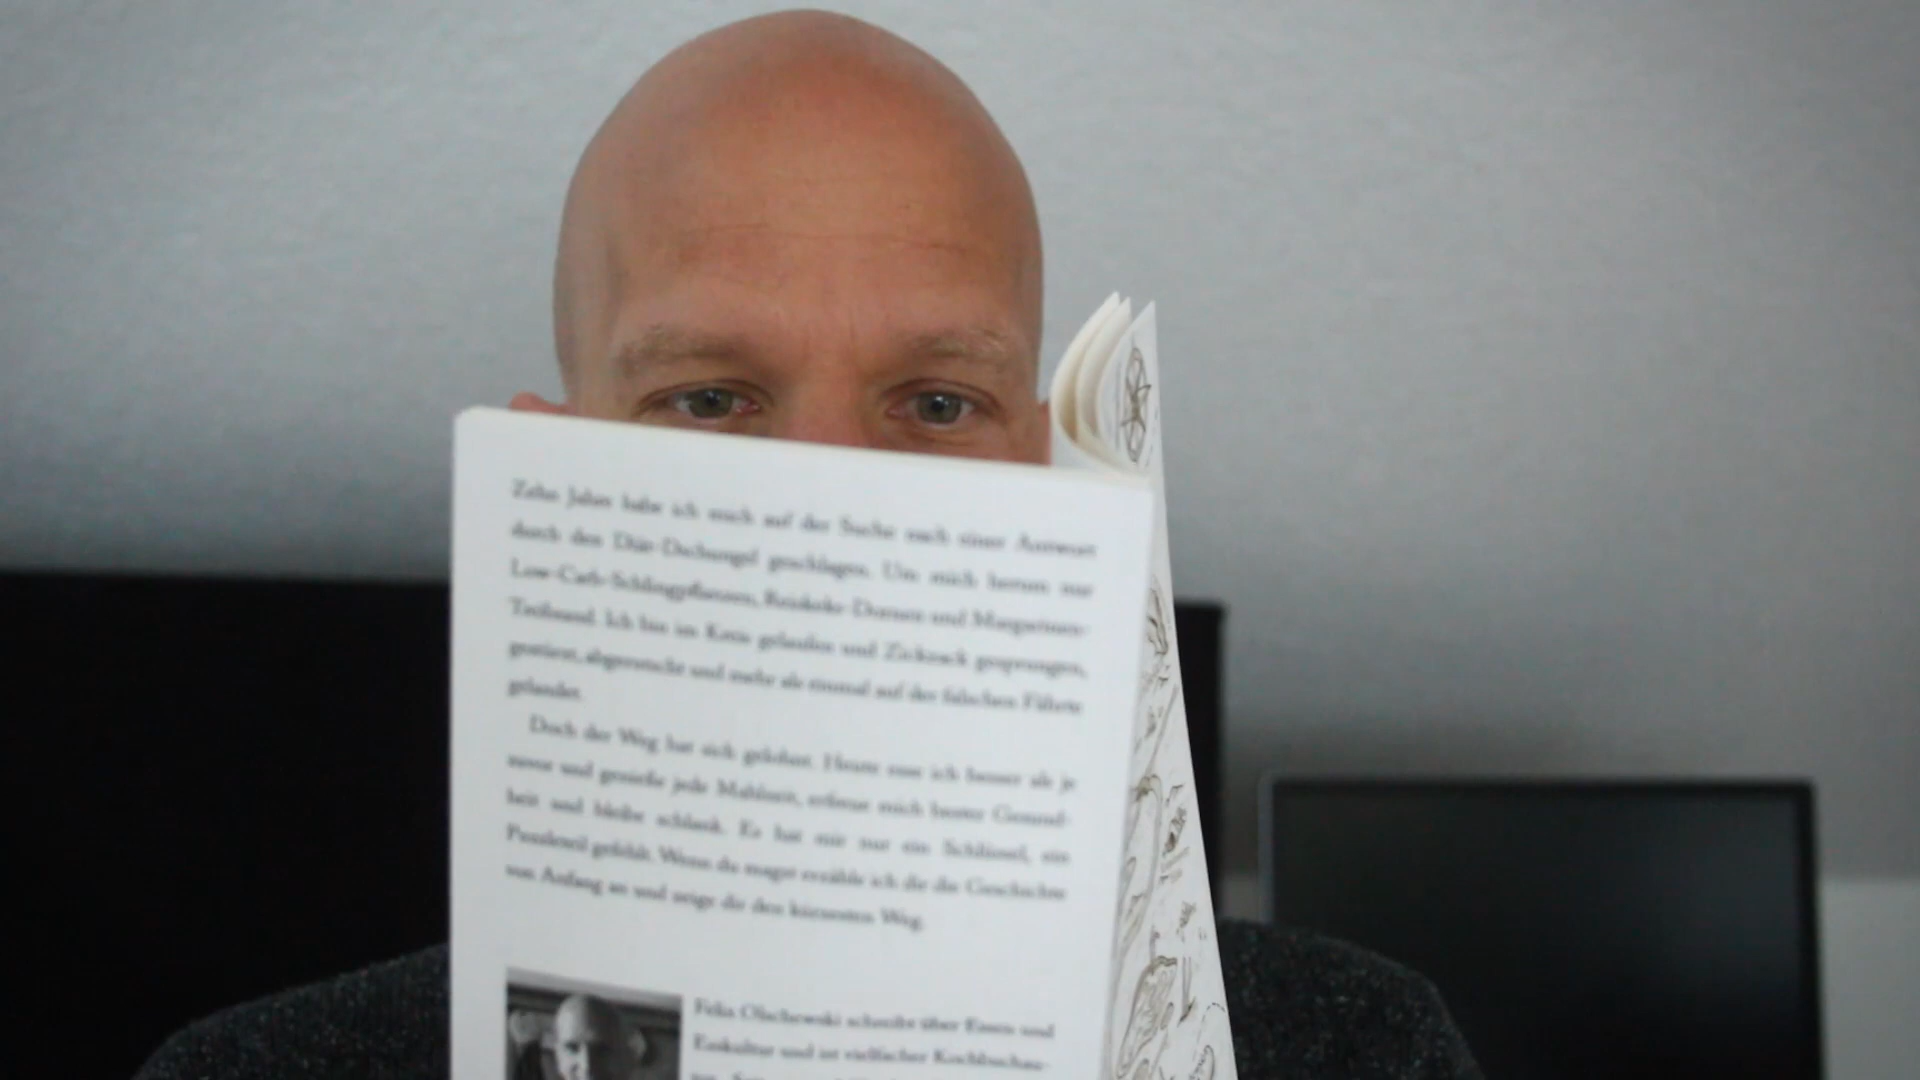 Zehn Jahre habe ich mich auf der Suche nach einer Antwort
durch den Diät-Dschungel geschlagen. Um mich herum nur
Low-Carb-Schlingpflanzen, Reiskeks-Dornen und Margarinen-
Treibsand. Ich bin im Kreis gelaufen und Zickzack gesprungen,
gestürzt, abgerutscht und mehr als einmal auf der falschen Fährte
gelandet.
Doch der Weg hat sich gelohnt. Heute esse ich besser als je
zuvor und genieße jede Mahlzeit, erfreue mich bester Gesund-
heit und bleibe schlank. Es hat mir nur ein Schlüssel, ein
Puzzleteil gefehlt. Wenn du magst erzähle ich dir die Geschichte
von Anfang an und zeige dir den kürzesten Weg.
Felix Olschewski schreibt über Essen und
Esskultur und ist vielfacher Kochbuchau-